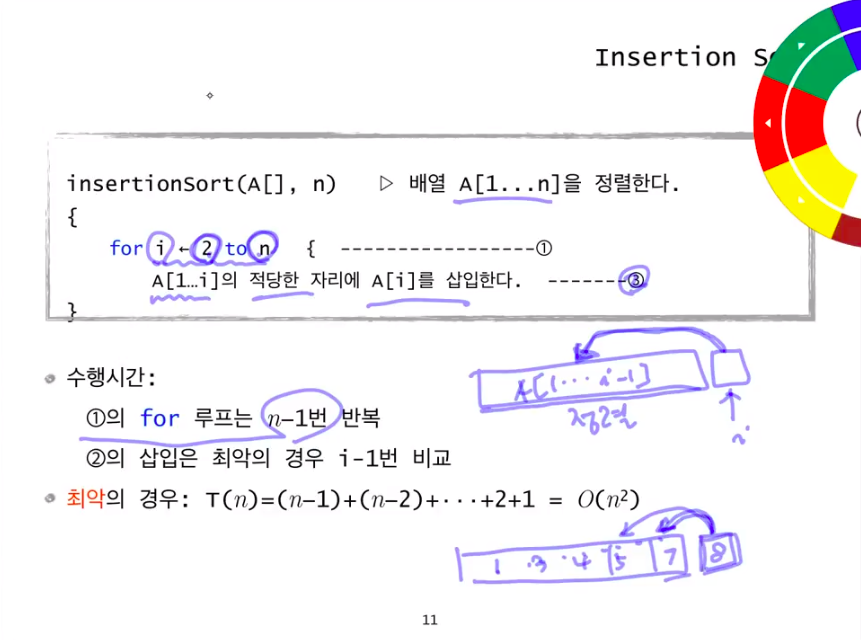 Insertion S
insertionSort(A[], n) ▷ 배열 A[1...n]을 정렬한다.
{
for i ← 2 to n { -----------------①
A[1…i]의 적당한 자리에 A[i]를 삽입한다. -------③
}
A[1··· i-1]
정렬
i
수행시간:
①의 for 루프는 n–1번 반복
②의 삽입은 최악의 경우 i-1번 비교
최악의 경우: T(n)=(n–1)+(n–2)+···+2+1 = O(n²)
1 3 4 5 7 8
11